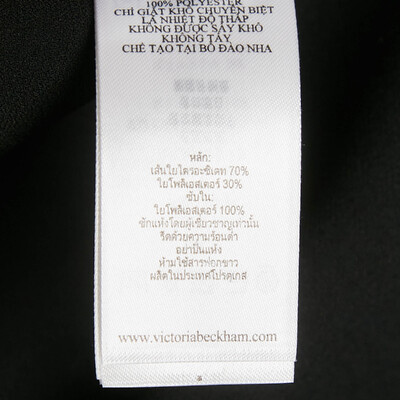 100% POLYESTER
CHỈ GIẶT KHÔ CHUYÊN BIỆT
LÀ NHIỆT ĐỘ THẤP
KHÔNG ĐƯỢC SẤY KHÔ
KHÔNG TẨY
CHẾ TẠO TẠI BỒ ĐÀO NHA
หลัก:
เส้นใยไตรอะซิเตท 70%
ใยโพลิเอสเตอร์ 30%
ซับใน:
ใยโพลิเอสเตอร์ 100%
ซักแห้งโดยผู้เชี่ยวชาญเท่านั้น
รีดด้วยความร้อนต่ำ
อย่าปั่นแห้ง
ห้ามใช้สารฟอกขาว
ผลิตในประเทศโปรตุเกส
www.victoriabeckham.com